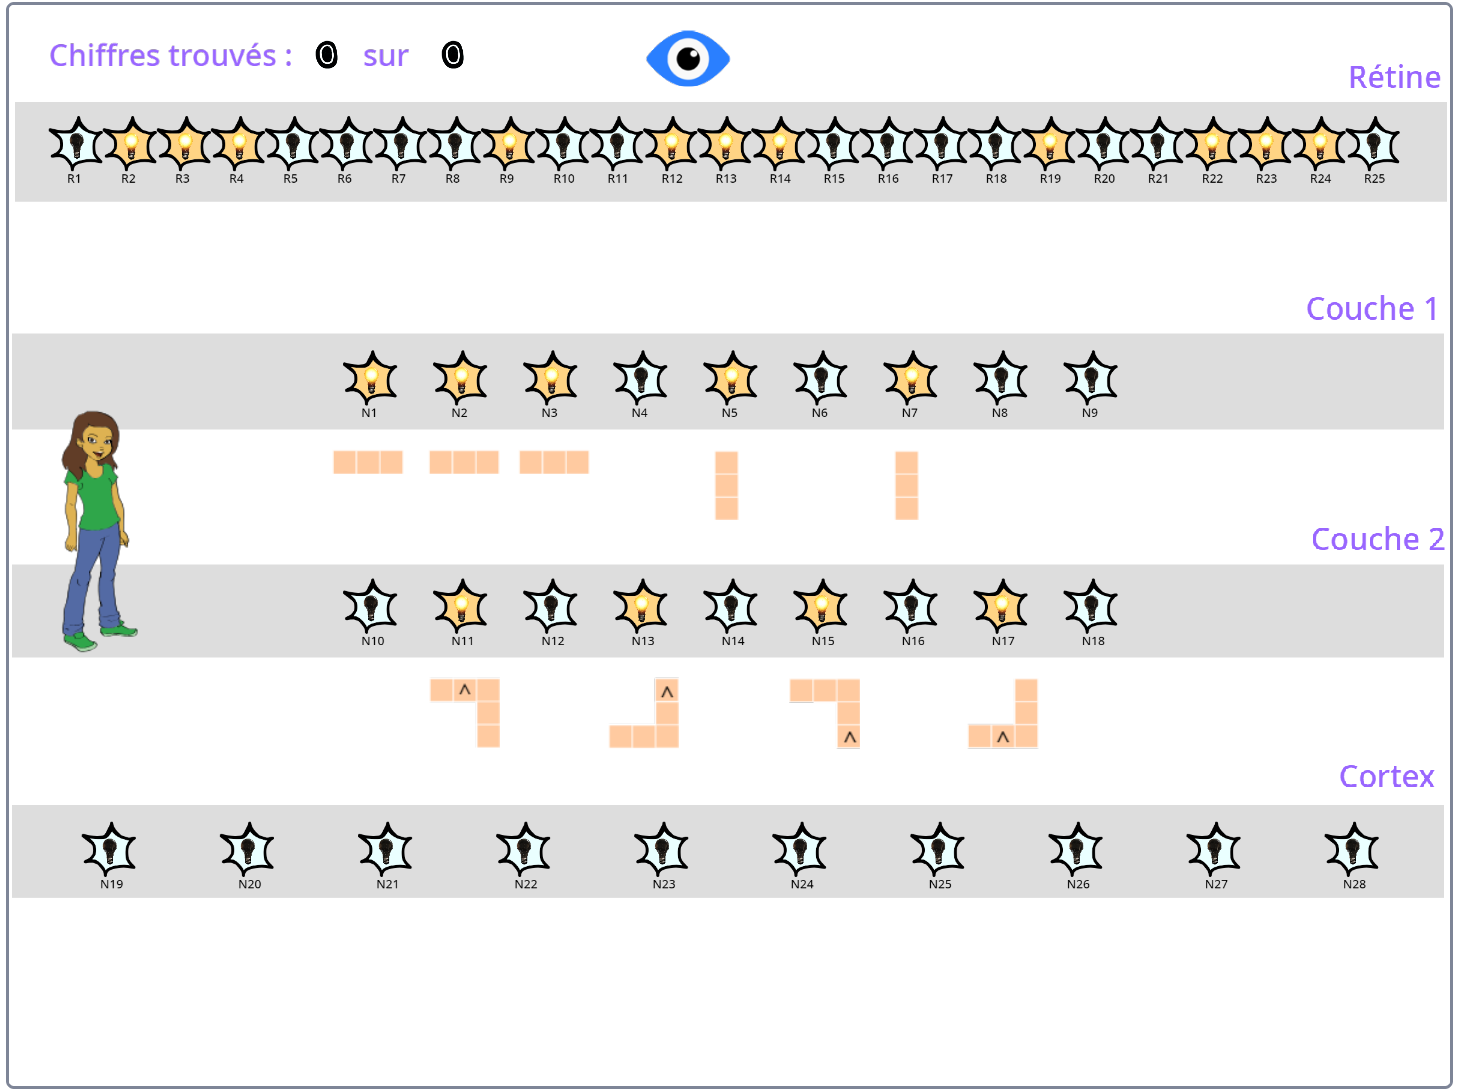 Chiffres trouvés : 0 sur 0
Rétine
R1 R2 R3 R4 R5 R6 R7 R8 R9 R10 R11 R12 R13 R14 R15 R16 R17 R18 R19 R20 R21 R22 R23 R24 R25
Couche 1
N1 N2 N3 N4 N5 N6 N7 N8 N9
Couche 2
N10 N11 N12 N13 N14 N15 N16 N17 N18
^ ^
^ ^
Cortex
N19 N20 N21 N22 N23 N24 N25 N26 N27 N28